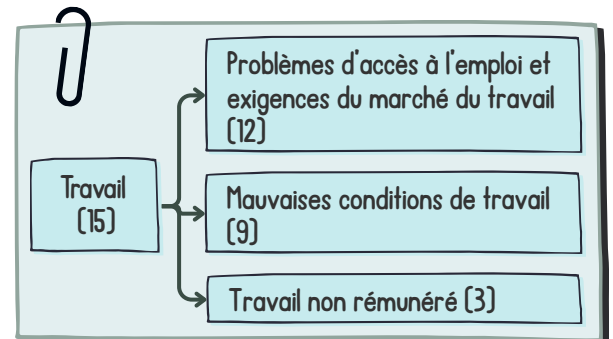 Travail
(15)
Problèmes d'accès à l'emploi et
exigences du marché du travail
(12)
Mauvaises conditions de travail
(9)
Travail non rémunéré (3)